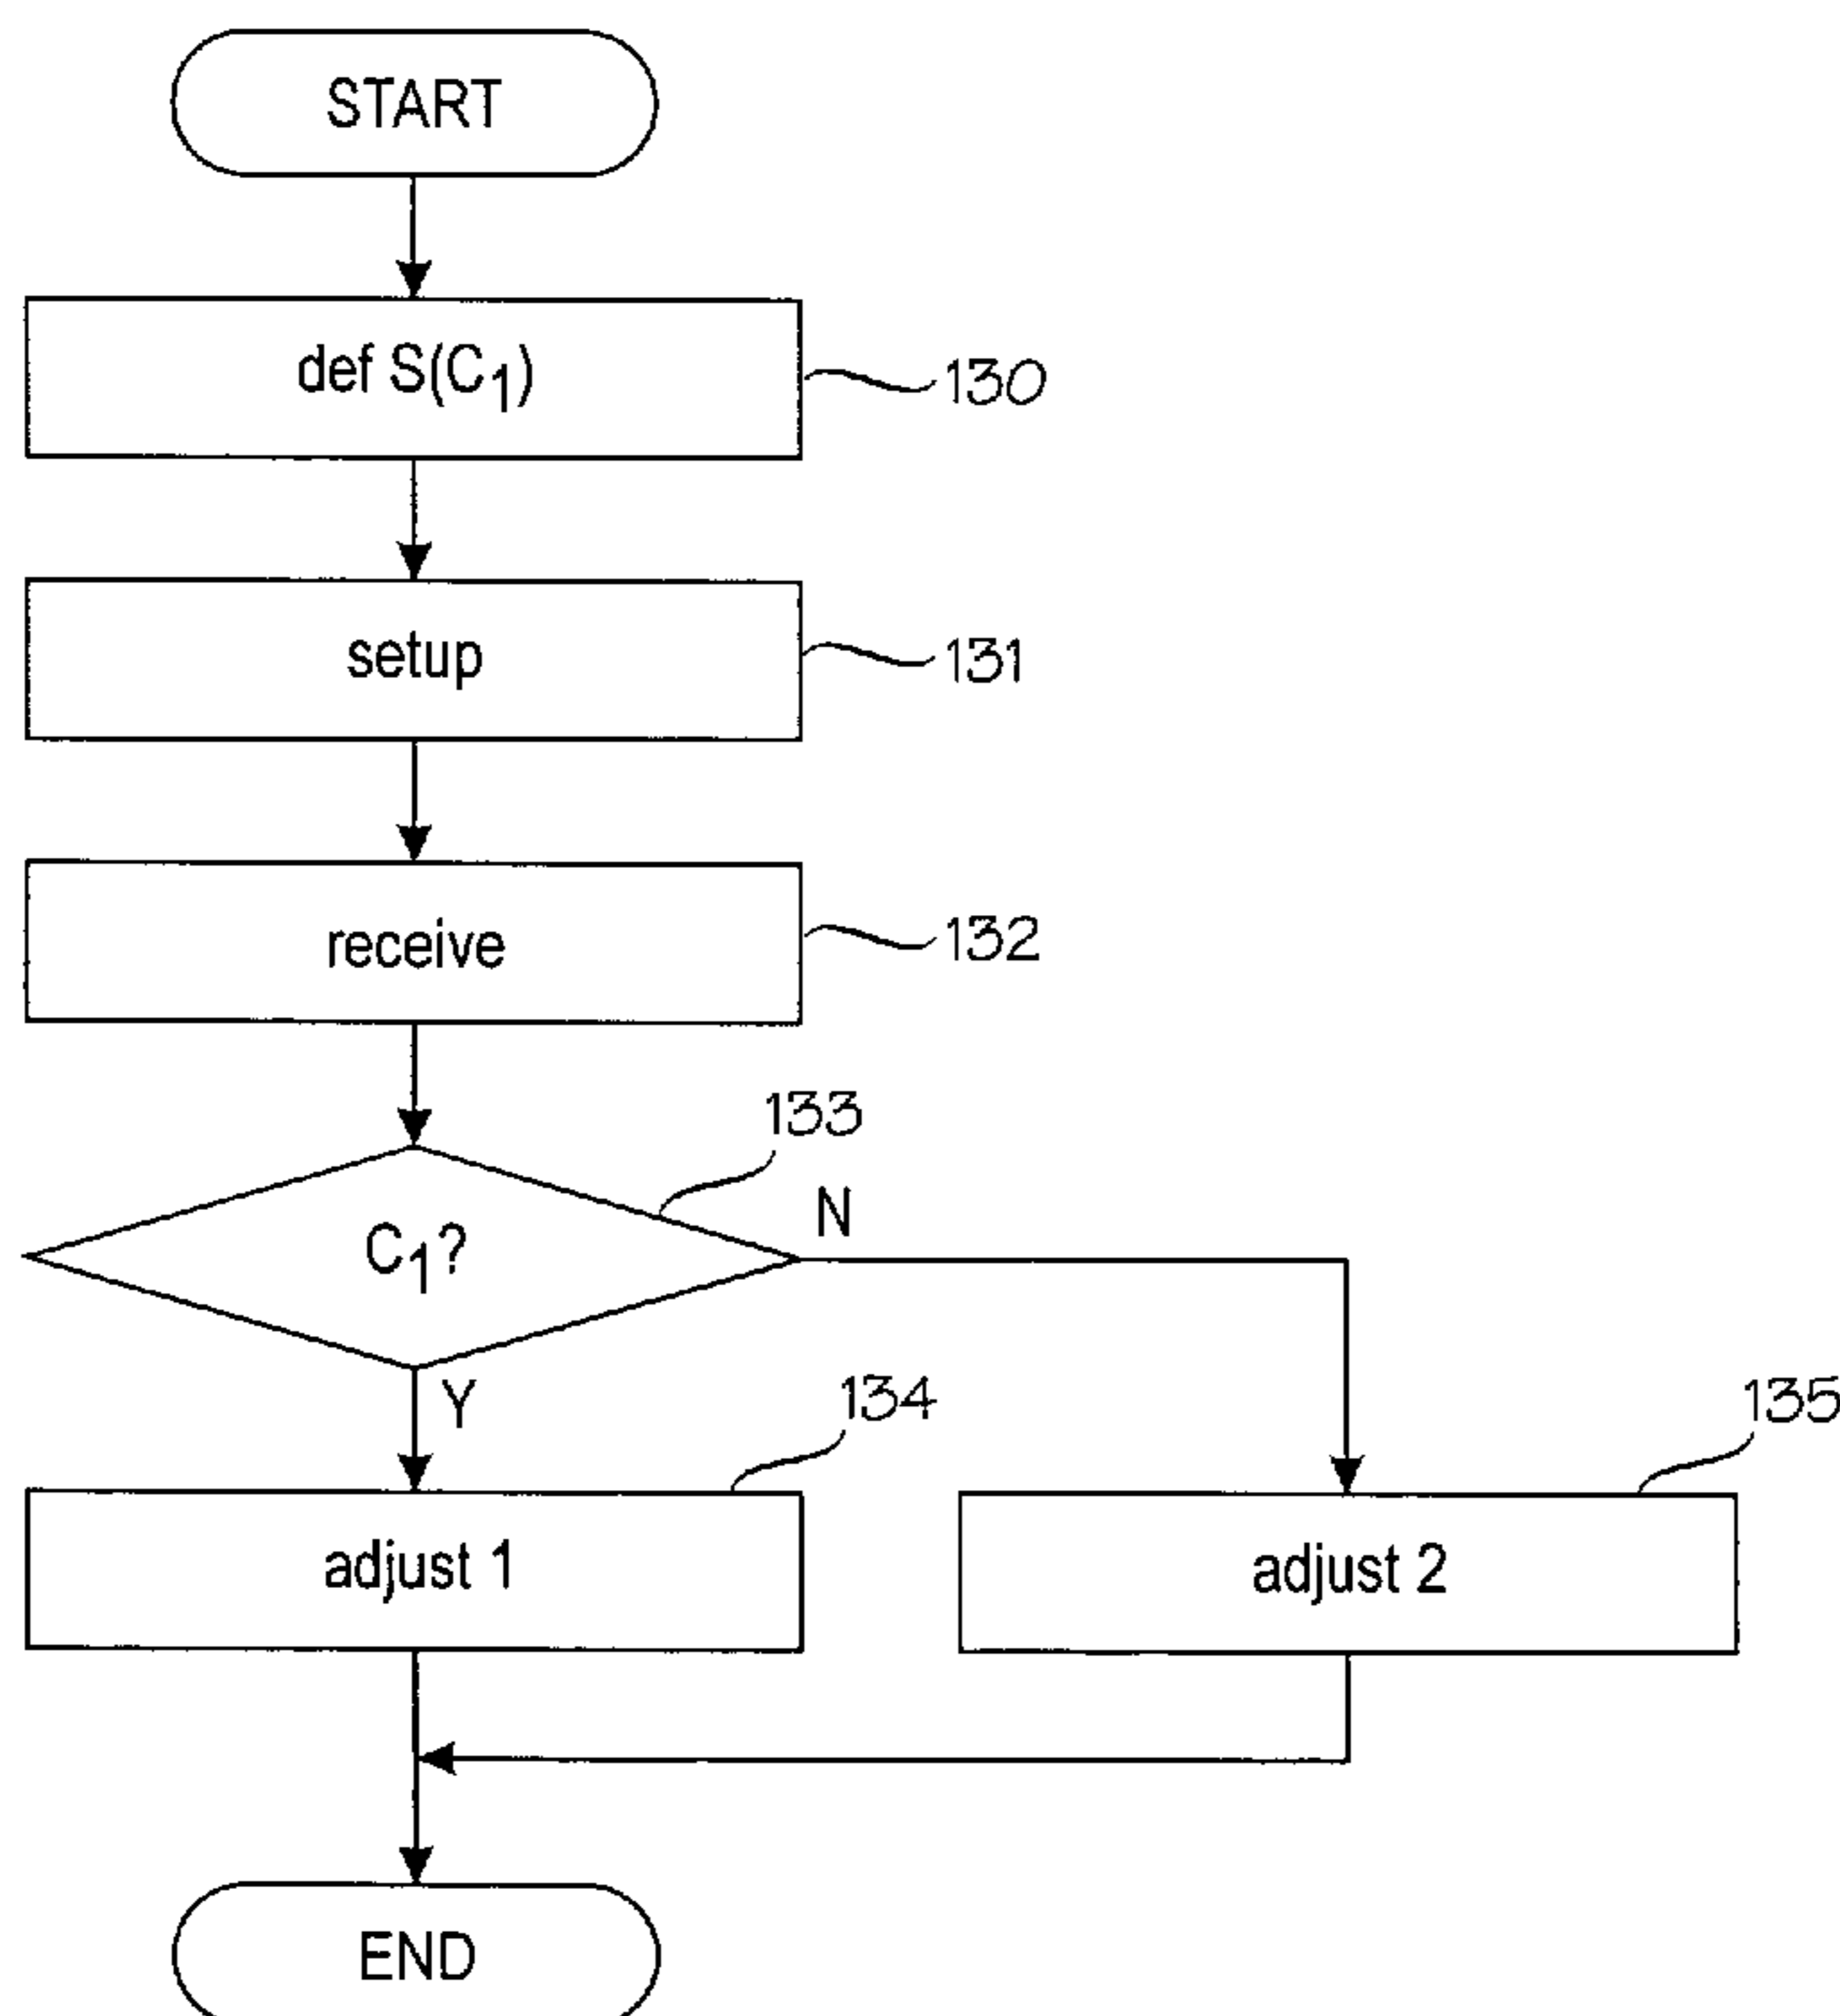 START
def S(C₁)
130
setup
131
receive
132
133
C₁?
N
Y
134
135
adjust 1
adjust 2
END